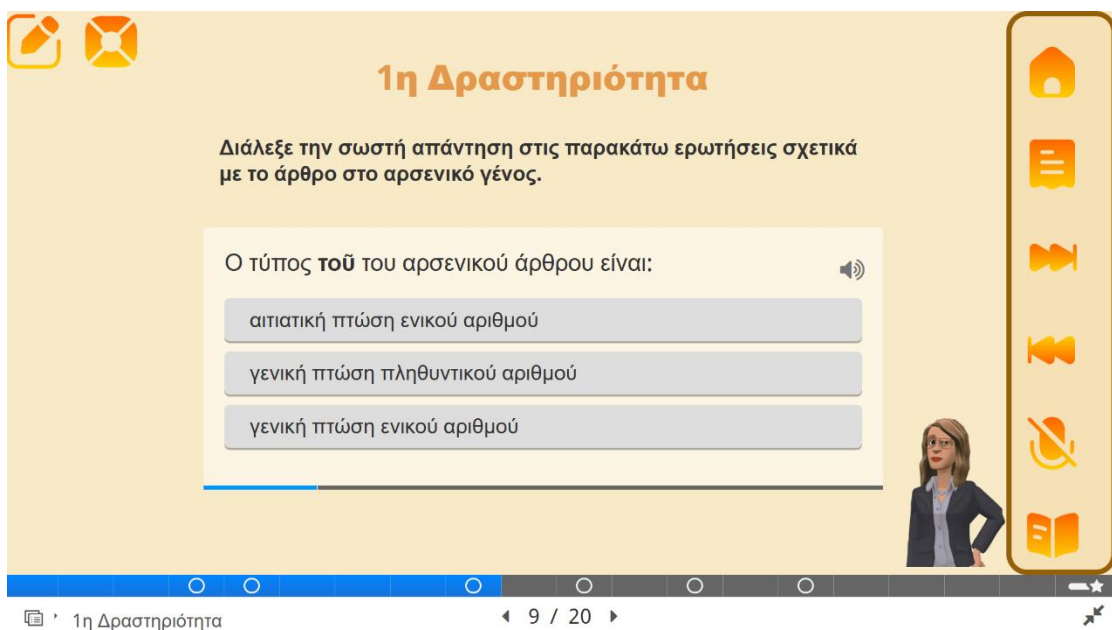 1η Δραστηριότητα
Διάλεξε την σωστή απάντηση στις παρακάτω ερωτήσεις σχετικά
με το άρθρο στο αρσενικό γένος.
Ο τύπος τοῦ του αρσενικού άρθρου είναι:
αιτιατική πτώση ενικού αριθμού
γενική πτώση πληθυντικού αριθμού
γενική πτώση ενικού αριθμού
1η Δραστηριότητα
9 / 20